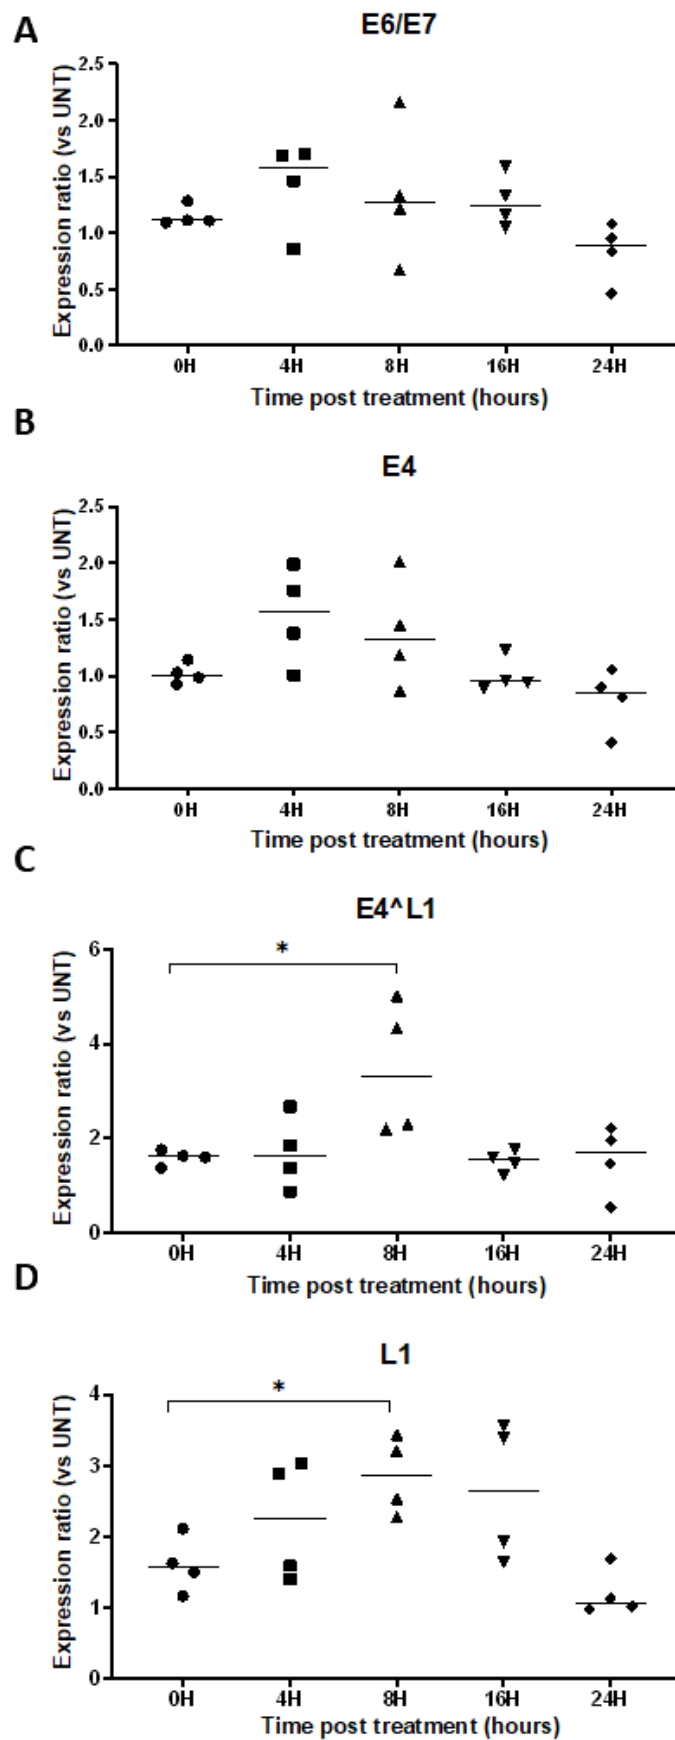 A
E6/E7
Expression ratio (vs UNT)
2.5
2.0
1.5
1.0
0.5
0.0
0H 4H 8H 16H 24H
Time post treatment (hours)
B
E4
Expression ratio (vs UNT)
2.5
2.0
1.5
1.0
0.5
0.0
0H 4H 8H 16H 24H
Time post treatment (hours)
C
E4^L1
Expression ratio (vs UNT)
6
4
2
0
*
0H 4H 8H 16H 24H
Time post treatment (hours)
D
L1
Expression ratio (vs UNT)
4
3
2
1
0
*
0H 4H 8H 16H 24H
Time post treatment (hours)